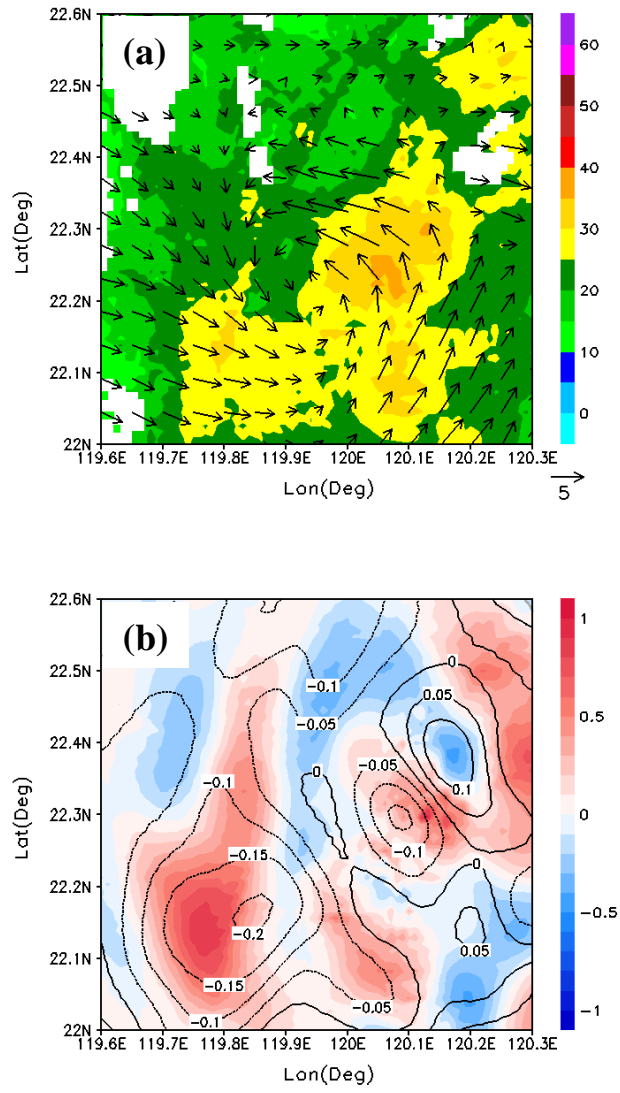 (a)
22.6N
22.5N
22.4N
22.3N
22.2N
22.1N
22N
Lat(Deg)
119.6E 119.7E 119.8E 119.9E 120E 120.1E 120.2E 120.3E
Lon(Deg)
60
50
40
30
20
10
0
5
(b)
22.6N
22.5N
22.4N
22.3N
22.2N
22.1N
22N
Lat(Deg)
119.6E 119.7E 119.8E 119.9E 120E 120.1E 120.2E 120.3E
Lon(Deg)
0
-0.1
0.05
-0.05
-0.05
0
-0.1
0.1
-0.1
0
-0.15
-0.2
0.05
-0.15
-0.05
-0.1
1
0.5
0
-0.5
-1